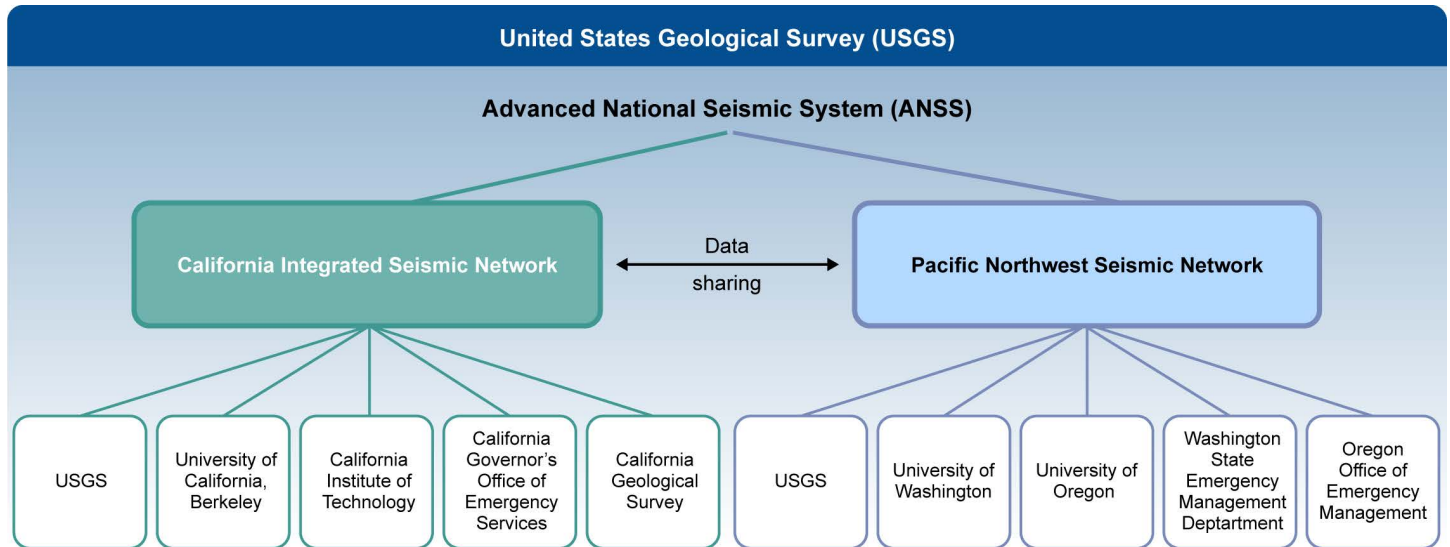 United States Geological Survey (USGS)
Advanced National Seismic System (ANSS)
California Integrated Seismic Network
Data
sharing
Pacific Northwest Seismic Network
USGS
University of
California,
Berkeley
California
Institute of
Technology
California
Governor's
Office of
Emergency
Services
California
Geological
Survey
USGS
University of
Washington
University of
Oregon
Washington
State
Emergency
Management
Deptartment
Oregon
Office of
Emergency
Management